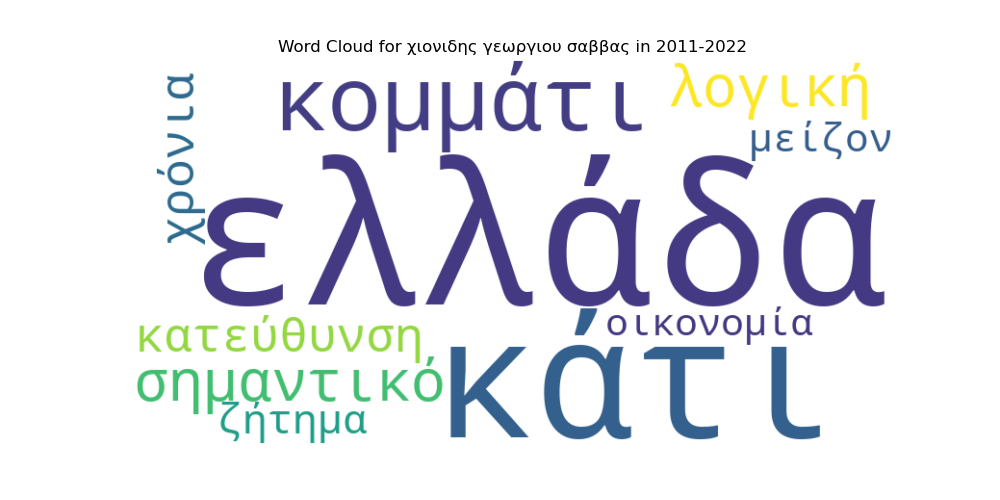 Word Cloud for χιονιδης γεωργιου σαββας in 2011-2022
κομμάτι
λογική
μείζον
χρόνια
ελλάδα
κατεύθυνση
οικονομία
κάτι
σημαντικό
ζήτημα